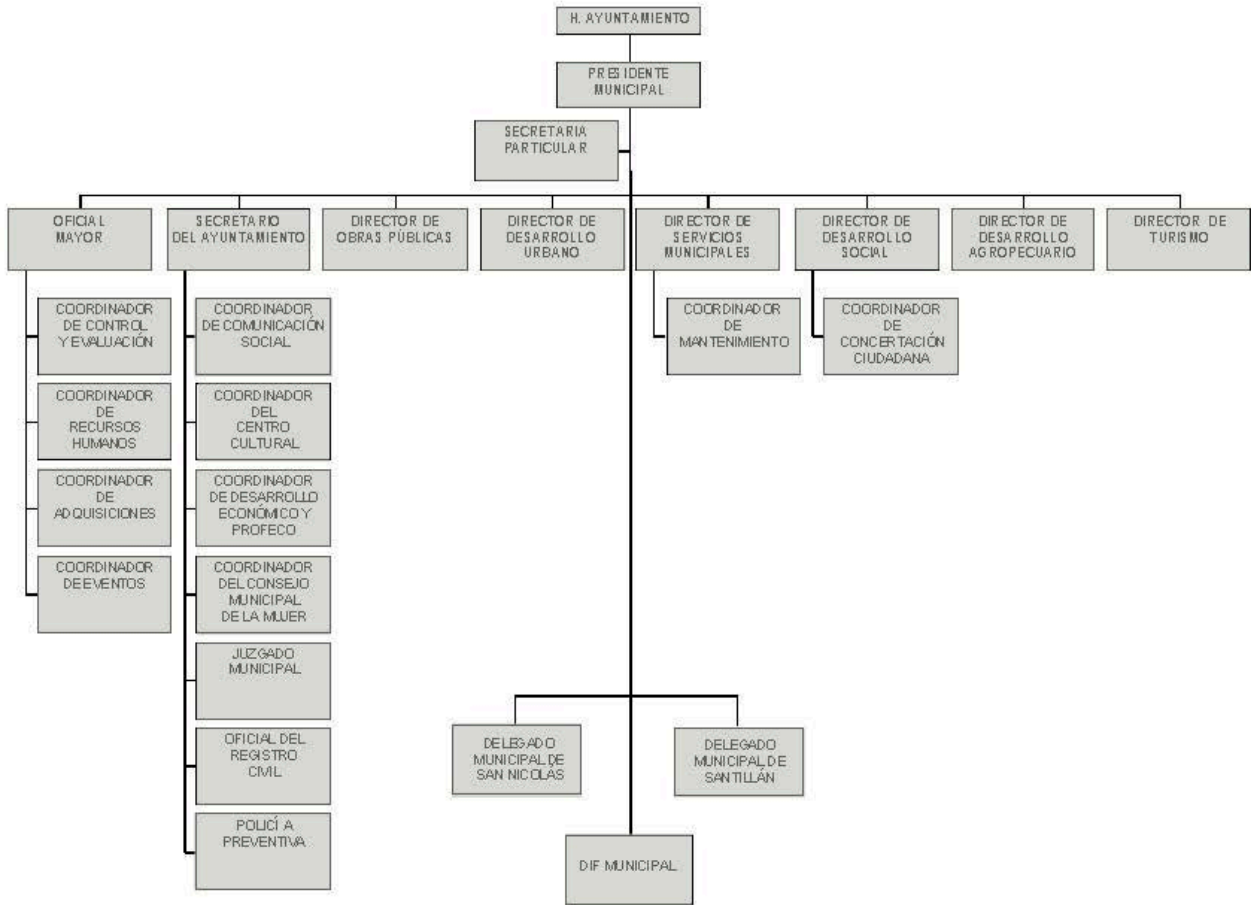 H. AYUNTAMIENTO
PRESIDENTE
MUNICIPAL
SECRETARIA
PARTICULAR
OFICIAL
MAYOR
SECRETARIO
DEL AYUNTAMIENTO
DIRECTOR DE
OBRAS PÚBLICAS
DIRECTOR DE
DESARROLLO
URBANO
DIRECTOR DE
SERVICIOS
MUNICIPALES
DIRECTOR DE
DESARROLLO
SOCIAL
DIRECTOR DE
DESARROLLO
AGROPECUARIO
DIRECTOR DE
TURISMO
COORDINADOR
DE CONTROL
Y EVALUACIÓN
COORDINADOR
DE
RECURSOS
HUMANOS
COORDINADOR
DE
ADQUISICIONES
COORDINADOR
DE EVENTOS
COORDINADOR
DE COMUNICACIÓN
SOCIAL
COORDINADOR
DEL
CENTRO
CULTURAL
COORDINADOR
DE DESARROLLO
ECONÓMICO Y
PROFECO
COORDINADOR
DEL CONSEJO
MUNICIPAL
DE LA MUJER
JUZGADO
MUNICIPAL
OFICIAL DEL
REGISTRO
CIVIL
POLICÍA
PREVENTIVA
COORDINADOR
DE
MANTENIMIENTO
COORDINADOR
DE
CONCERTACIÓN
CIUDADANA
DELEGADO
MUNICIPAL DE
SAN NICOLAS
DELEGADO
MUNICIPAL DE
SANTILLÁN
DIF MUNICIPAL